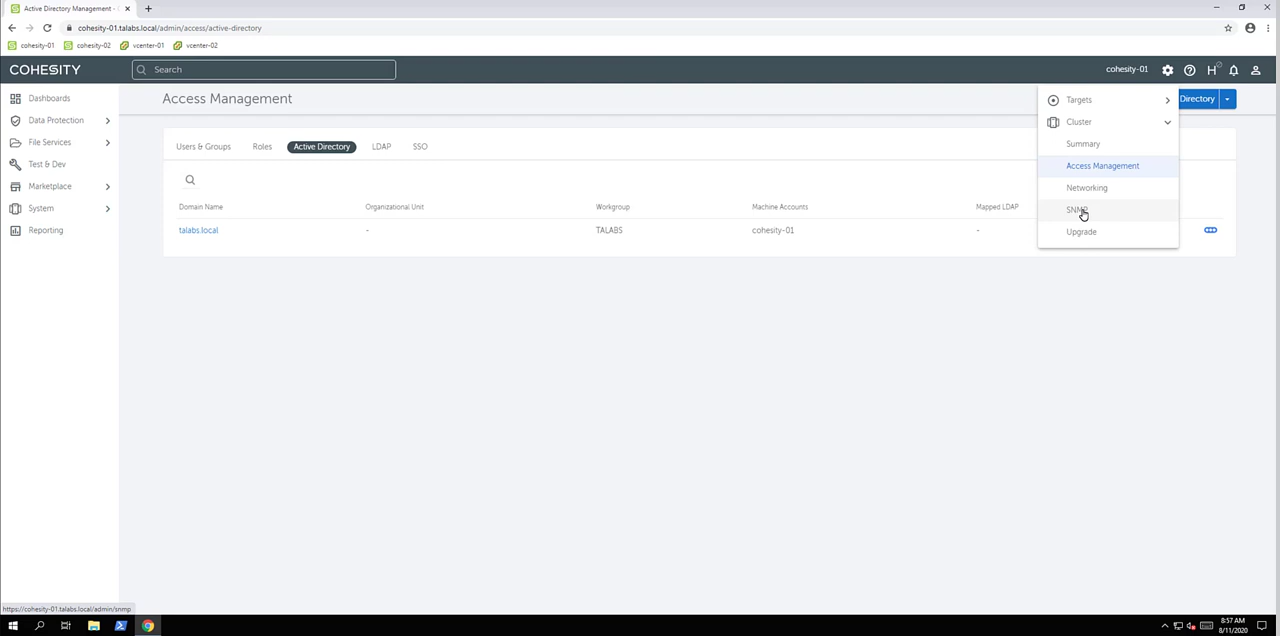 Active Directory Management -
cohesity-01.talabs.local/admin/access/active-directory
cohesity-01 cohesity-02 vcenter-01 vcenter-02
COHESITY Search cohesity-01 H
Dashboards
Data Protection
File Services
Test & Dev
Marketplace
System
Reporting
Access Management
Directory
Users & Groups Roles Active Directory LDAP SSO
Domain Name Organizational Unit Workgroup Machine Accounts Mapped LDAP
talabs.local - TALABS cohesity-01 -
Targets
Cluster
Summary
Access Management
Networking
SNMP
Upgrade
https://cohesity-01.talabs.local/admin/snmp
8:57 AM
8/11/2020